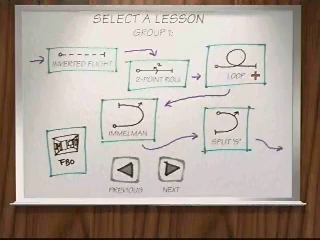 SELECT A LESSON
GROUP 1:
INVERTED FLIGHT
2-POINT ROLL
LOOP
IMMELMAN
SPLIT "S"
FBO
PREVIOUS
NEXT